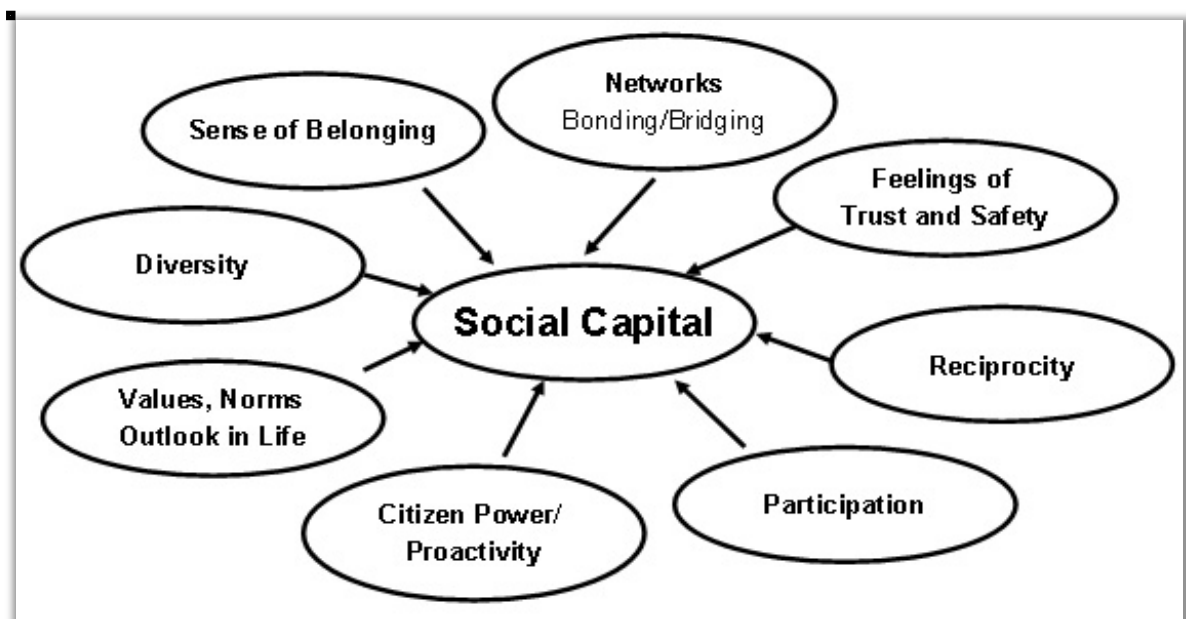 Networks
Bonding/Bridging
Sense of Belonging
Feelings of
Trust and Safety
Diversity
Social Capital
Reciprocity
Values, Norms
Outlook in Life
Citizen Power/
Proactivity
Participation